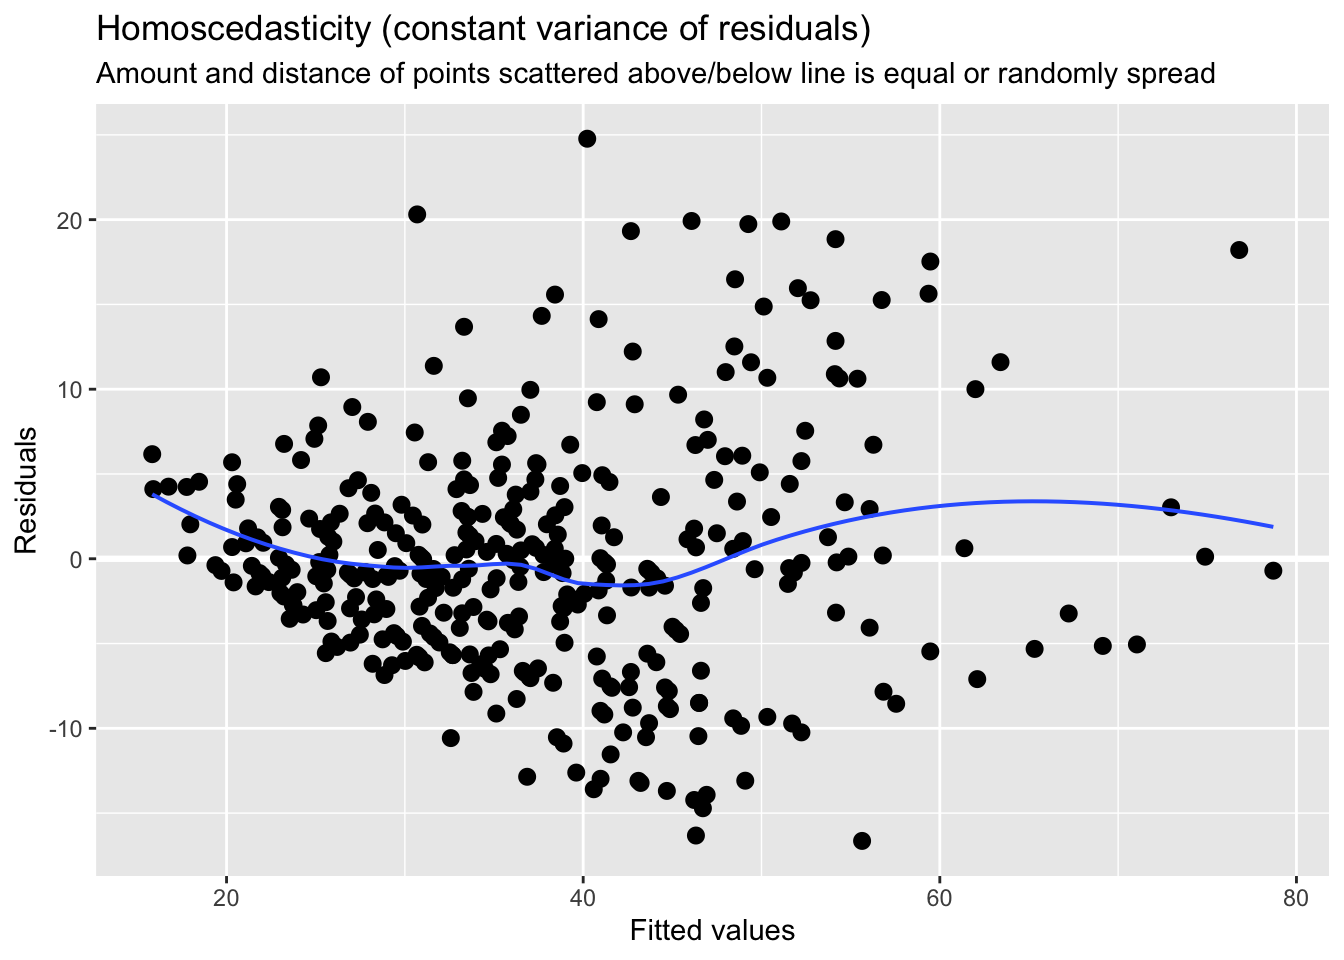 Homoscedasticity (constant variance of residuals)
Amount and distance of points scattered above/below line is equal or randomly spread
20
10
0
-10
Residuals
20
40
60
80
Fitted values